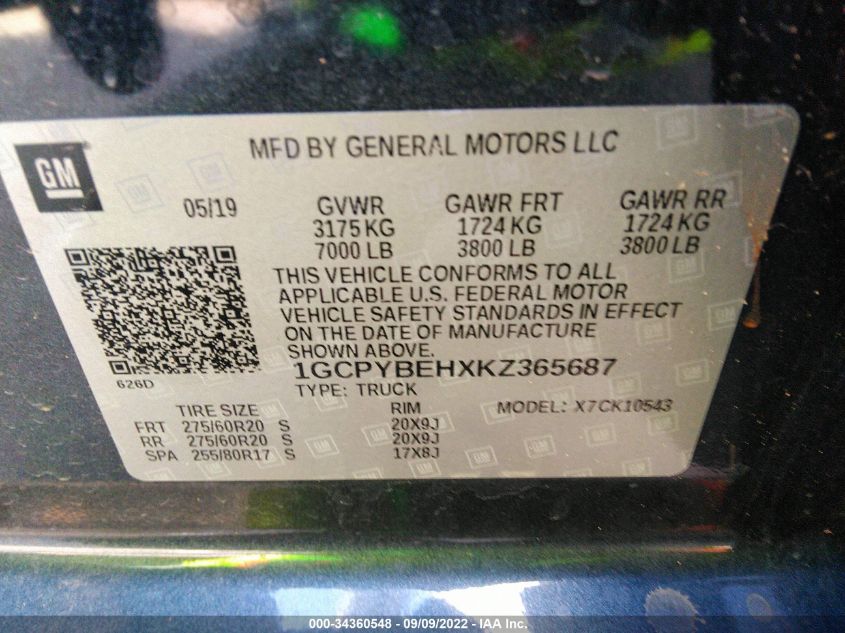 GM
MFD BY GENERAL MOTORS LLC
05/19 GVWR GAWR FRT GAWR RR
3175 KG 1724 KG 1724 KG
7000 LB 3800 LB 3800 LB
THIS VEHICLE CONFORMS TO ALL
APPLICABLE U.S. FEDERAL MOTOR
VEHICLE SAFETY STANDARDS IN EFFECT
ON THE DATE OF MANUFACTURE
SHOWN ABOVE.
626D
1GCPYBEHXKZ365687
TYPE: TRUCK
TIRE SIZE RIM MODEL: X7CK10543
FRT 275/60R20 S 20X9J
RR 275/60R20 S 20X9J
SPA 255/80R17 S 17X8J
000-34360548 - 09/09/2022 - IAA Inc.